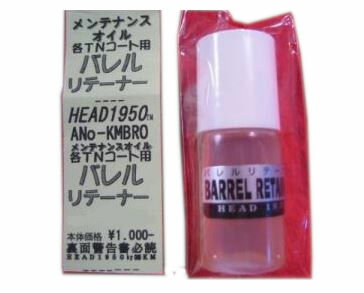 メンテナンス
オイル
各TNコート用
バレル
リテーナー
HEAD1950TM
ANo-KMBRO
メンテナンスオイル
各TNコート用
バレル
リテーナー
本体価格 ¥1,000-
裏面警告書必読
HEAD1950by
バレルリテー
BARREL RETA
HEAD 19